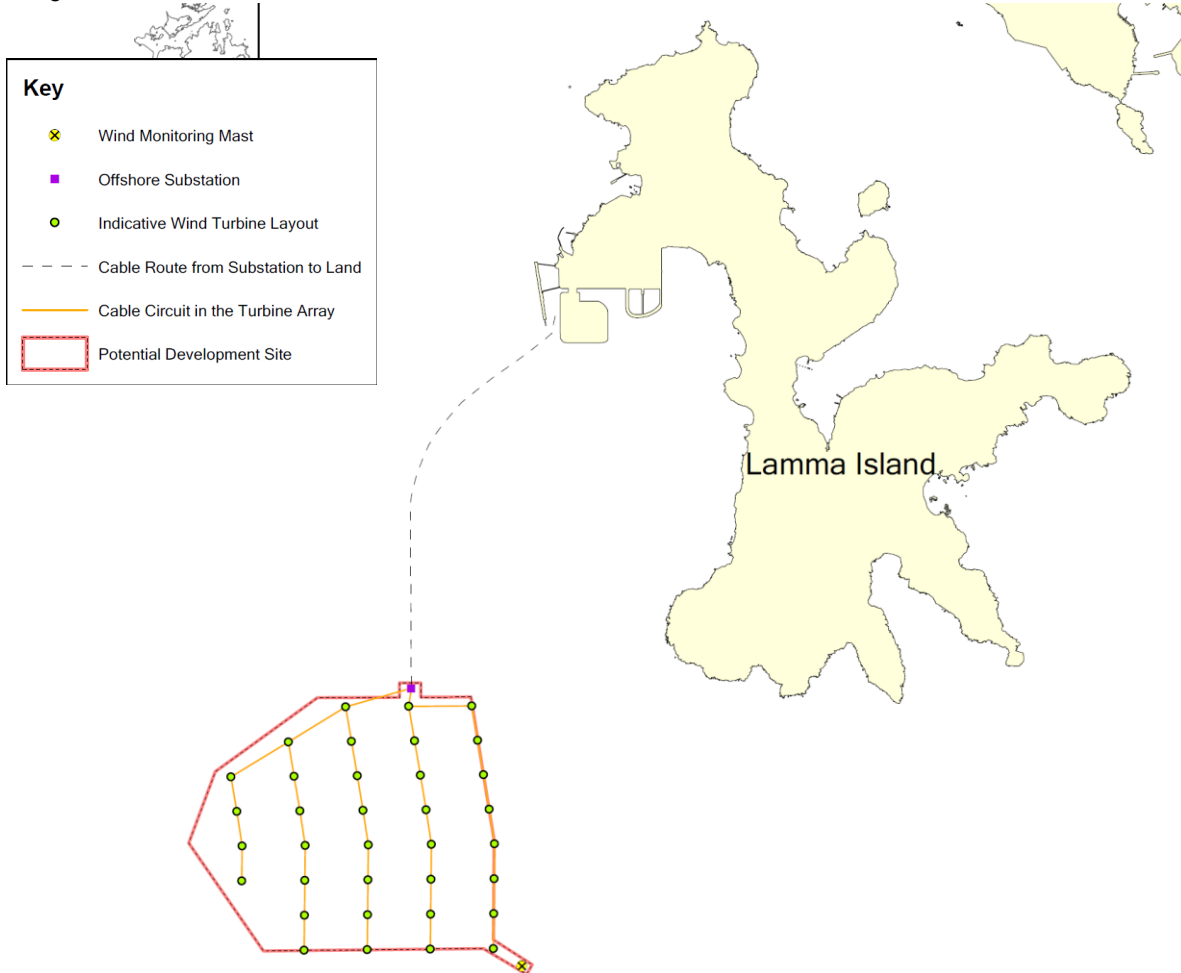 Key
Wind Monitoring Mast
Offshore Substation
Indicative Wind Turbine Layout
Cable Route from Substation to Land
Cable Circuit in the Turbine Array
Potential Development Site
Lamma Island